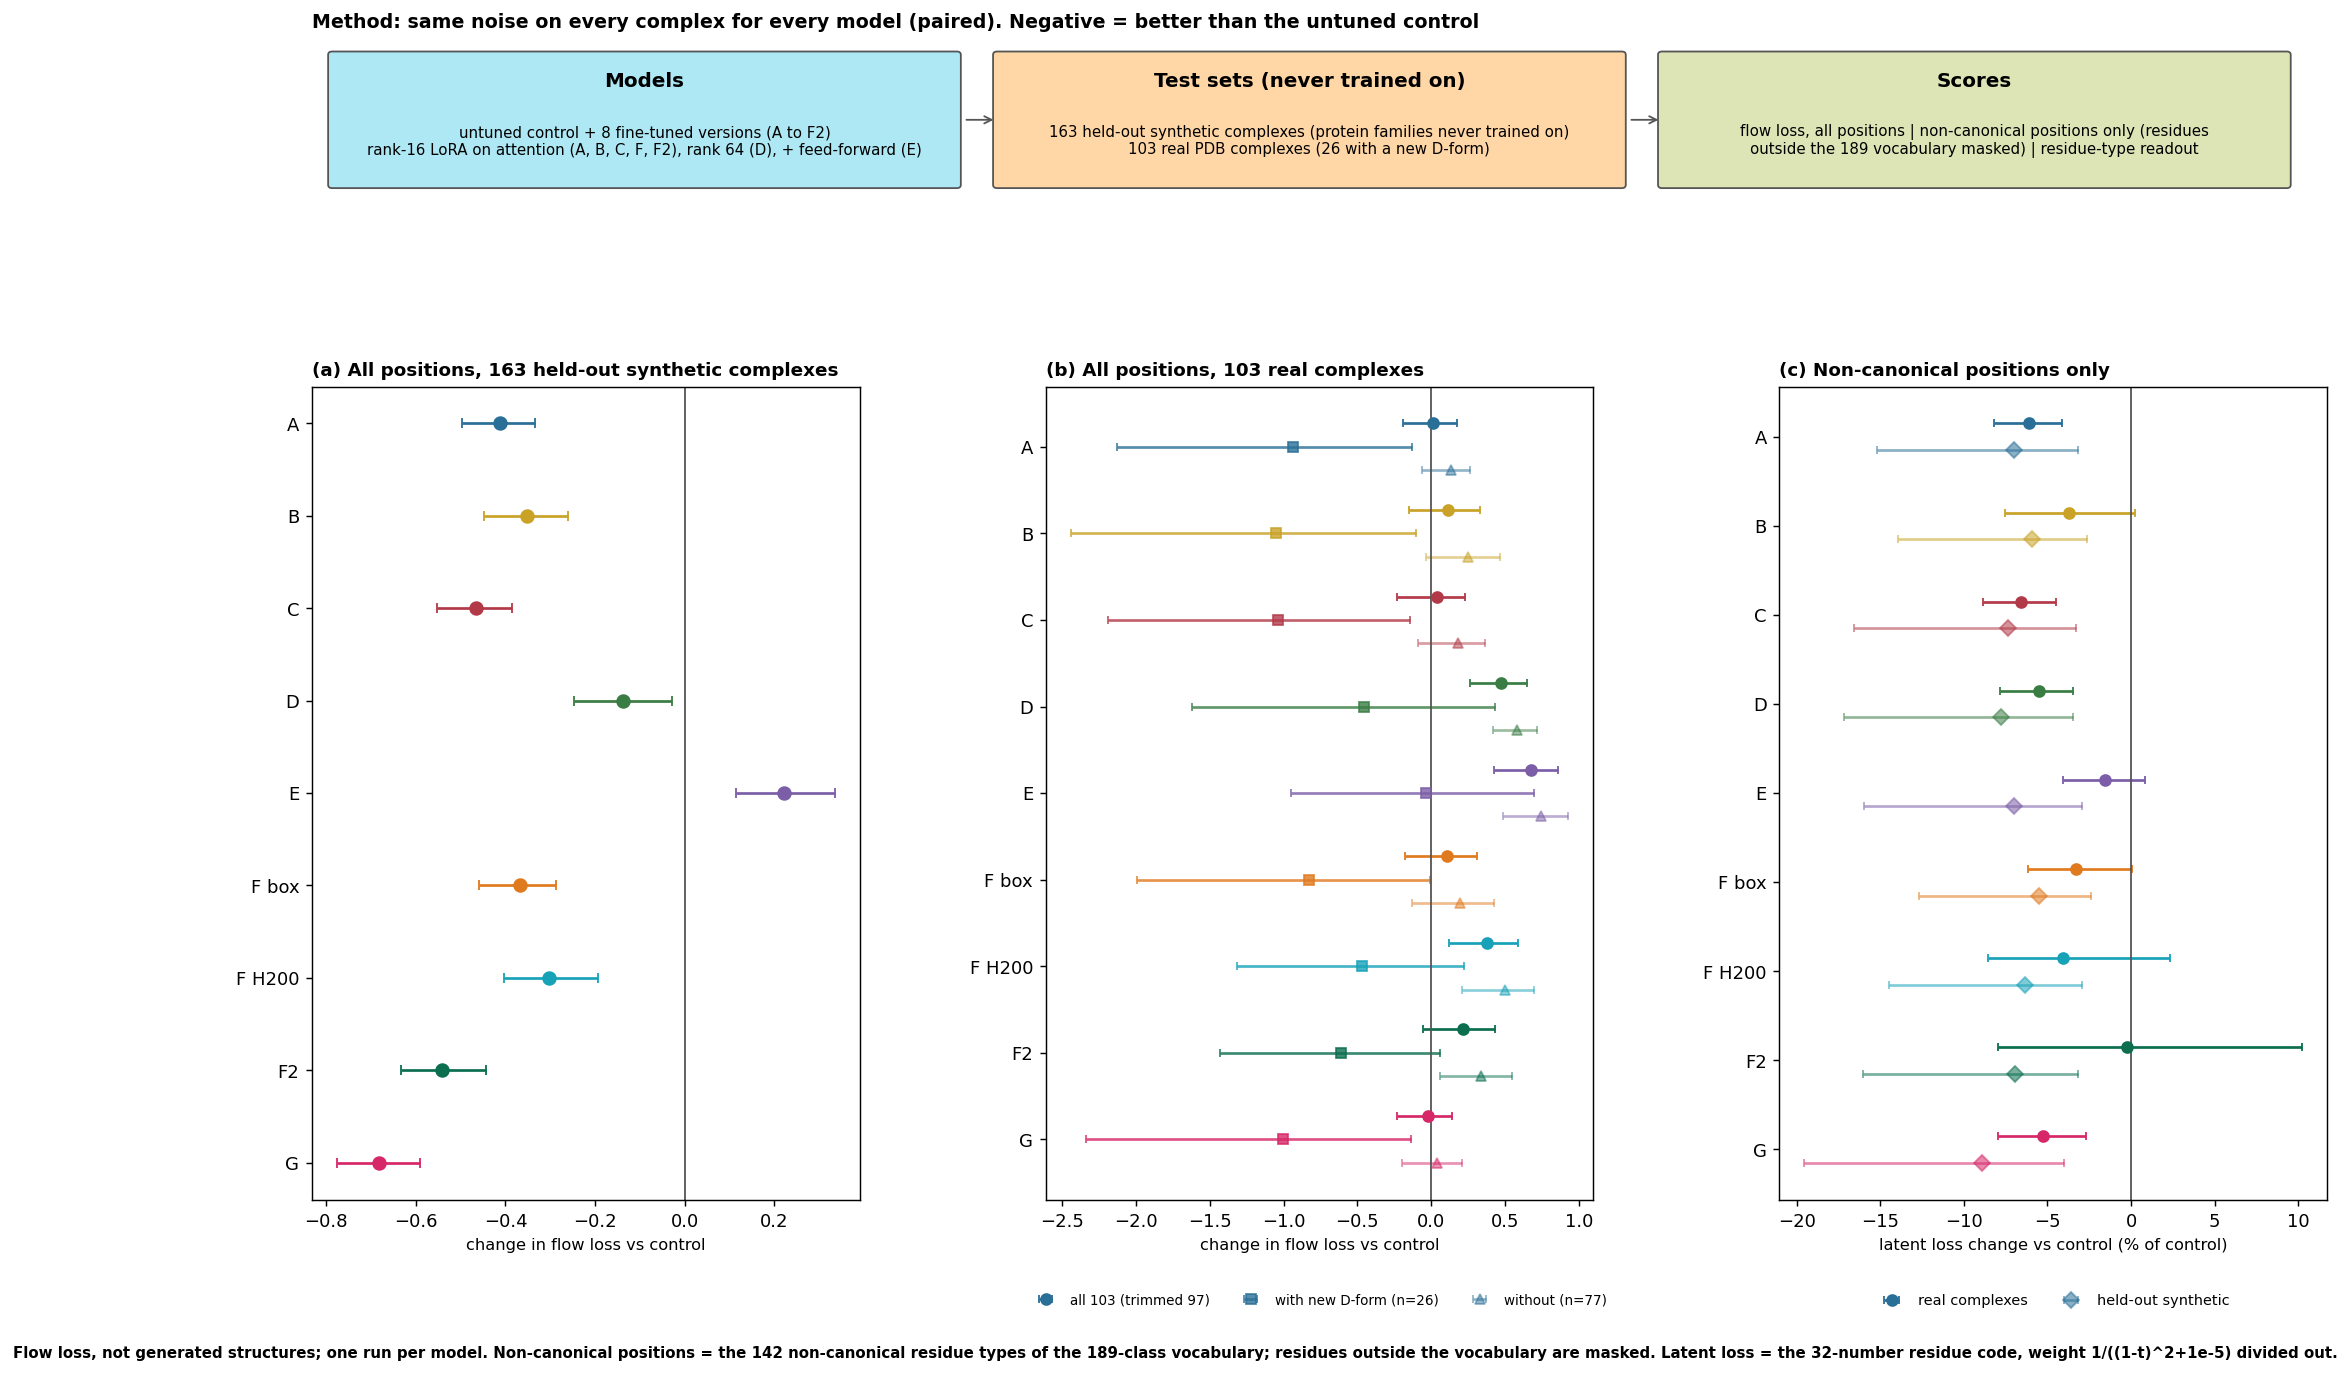 Method: same noise on every complex for every model (paired). Negative = better than the untuned control
Models
untuned control + 8 fine-tuned versions (A to F2)
rank-16 LoRA on attention (A, B, C, F, F2), rank 64 (D), + feed-forward (E)
Test sets (never trained on)
163 held-out synthetic complexes (protein families never trained on)
103 real PDB complexes (26 with a new D-form)
Scores
flow loss, all positions | non-canonical positions only (residues
outside the 189 vocabulary masked) | residue-type readout
(a) All positions, 163 held-out synthetic complexes
A
B
C
D
E
F box
F H200
F2
G
−0.8 −0.6 −0.4 −0.2 0.0 0.2
change in flow loss vs control
(b) All positions, 103 real complexes
A
B
C
D
E
F box
F H200
F2
G
−2.5 −2.0 −1.5 −1.0 −0.5 0.0 0.5 1.0
change in flow loss vs control
all 103 (trimmed 97) with new D-form (n=26) without (n=77)
(c) Non-canonical positions only
A
B
C
D
E
F box
F H200
F2
G
−20 −15 −10 −5 0 5 10
latent loss change vs control (% of control)
real complexes held-out synthetic
Flow loss, not generated structures; one run per model. Non-canonical positions = the 142 non-canonical residue types of the 189-class vocabulary; residues outside the vocabulary are masked. Latent loss = the 32-number residue code, weight 1/((1-t)^2+1e-5) divided out.